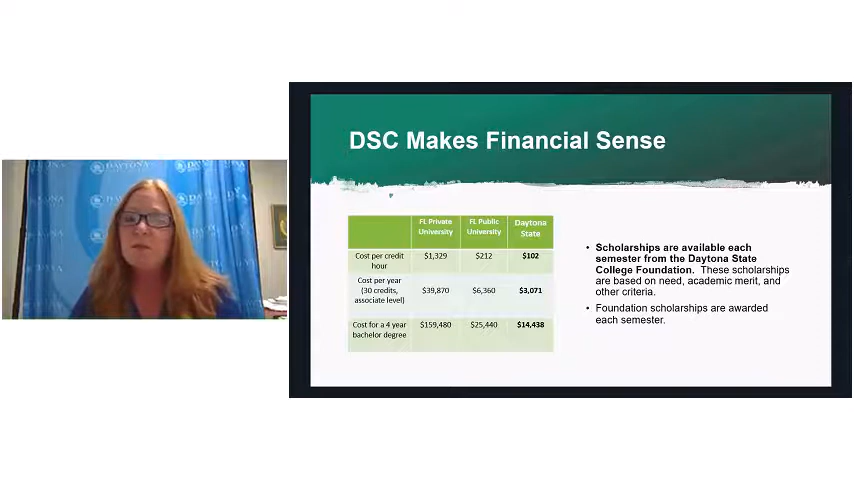 DAYTONA
DSC Makes Financial Sense
FL Private University FL Public University Daytona State
Cost per credit hour $1,329 $212 $102
Cost per year (30 credits, associate level) $39,870 $6,360 $3,071
Cost for a 4 year bachelor degree $159,480 $25,440 $14,438
• Scholarships are available each
semester from the Daytona State
College Foundation. These scholarships
are based on need, academic merit, and
other criteria.
• Foundation scholarships are awarded
each semester.